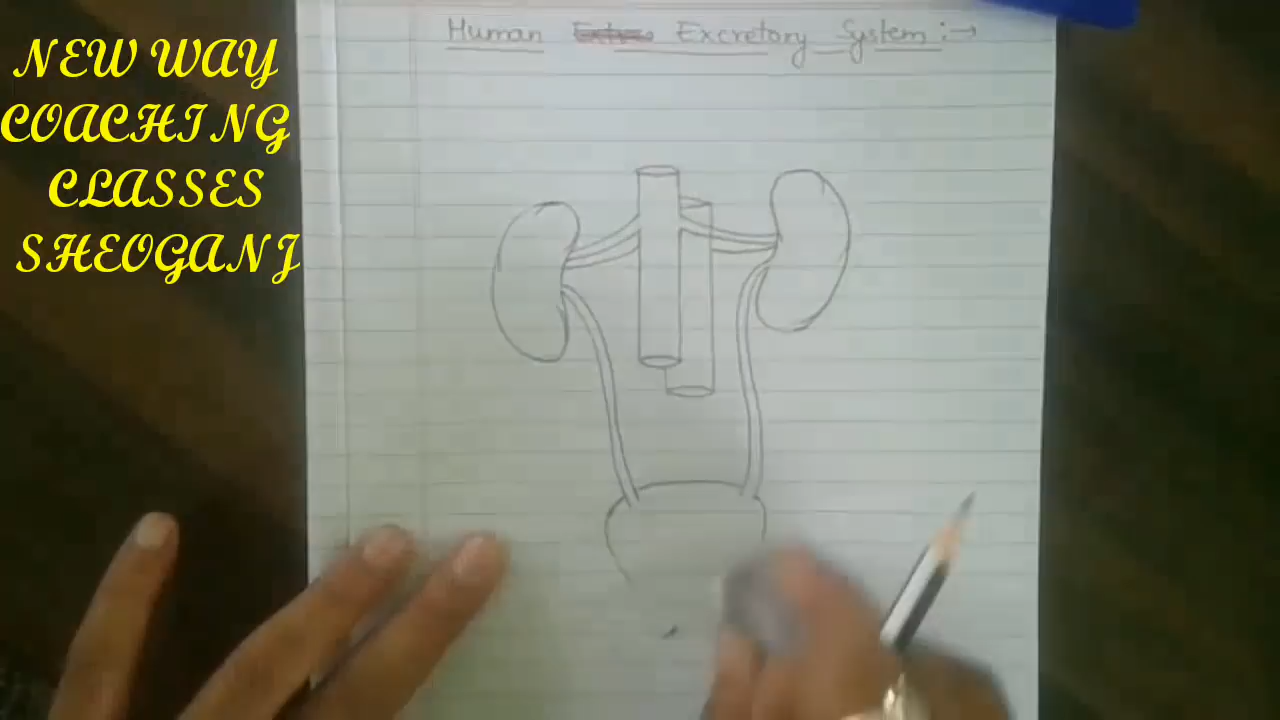 NEW WAY
COACHING
CLASSES
SHEOGANJ
Human Excretory System :→